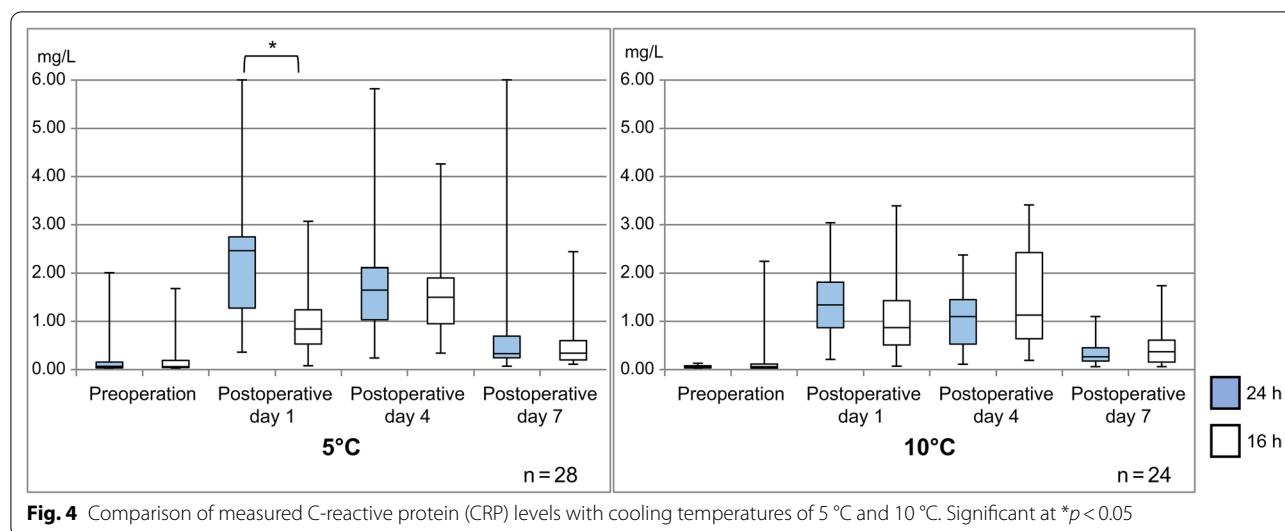 mg/L
*
6.00
5.00
4.00
3.00
2.00
1.00
0.00
Preoperation Postoperative day 1 Postoperative day 4 Postoperative day 7
5°C
n = 28
mg/L
6.00
5.00
4.00
3.00
2.00
1.00
0.00
Preoperation Postoperative day 1 Postoperative day 4 Postoperative day 7
10°C
n = 24
24 h
16 h
Fig. 4 Comparison of measured C-reactive protein (CRP) levels with cooling temperatures of 5 °C and 10 °C. Significant at *p < 0.05